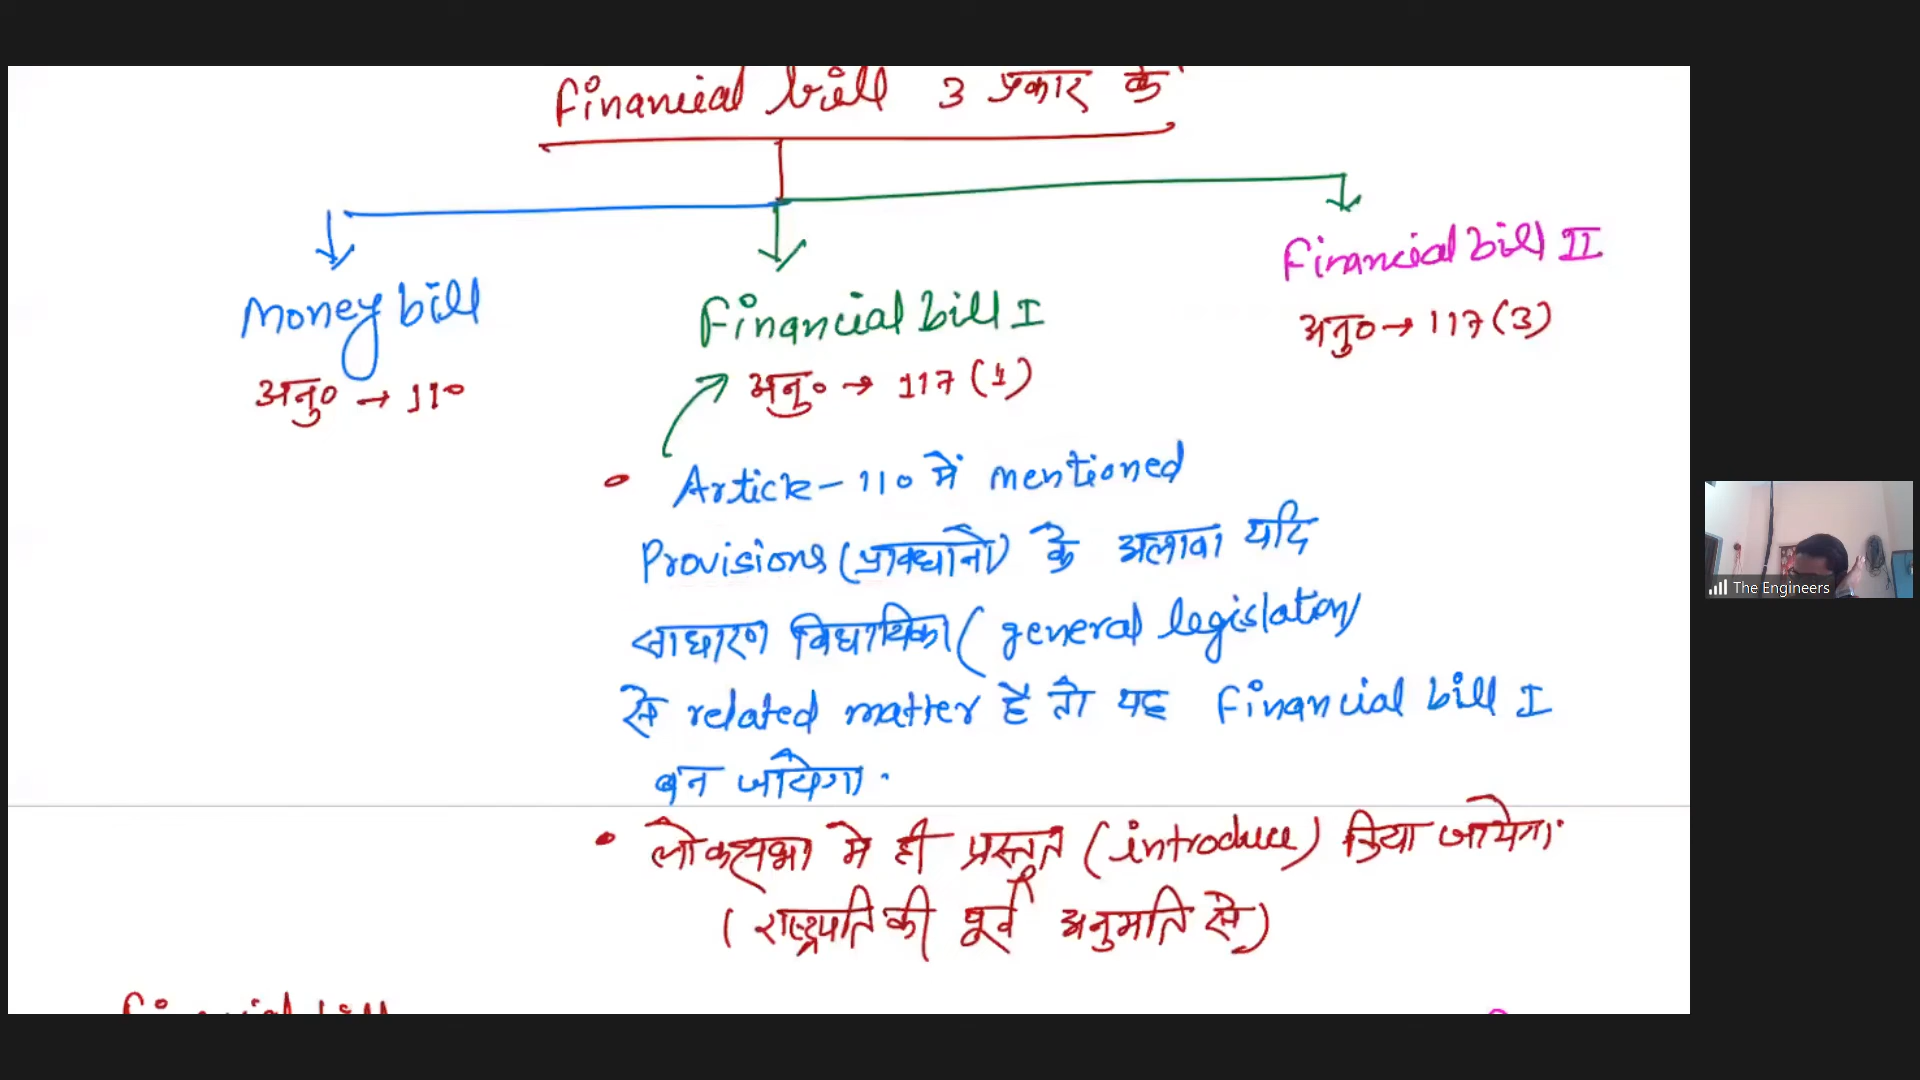 Financial bill 3 प्रकार के
Money bill
अनु० → 110
Financial bill I
अनु० → 117 (1)
Financial bill II
अनु० → 117 (3)
• Article - 110 में mentioned
Provisions (प्रावधानों) के अलावा यदि
साधारण विधायिका ( general legislation)
से related matter है तो यह Financial bill I
बन जायेगा.
• लोकसभा मे ही प्रस्तुत (introduce) किया जायेगा.
( राष्ट्रपति की पूर्व अनुमति से)
Financial bill
The Engineers